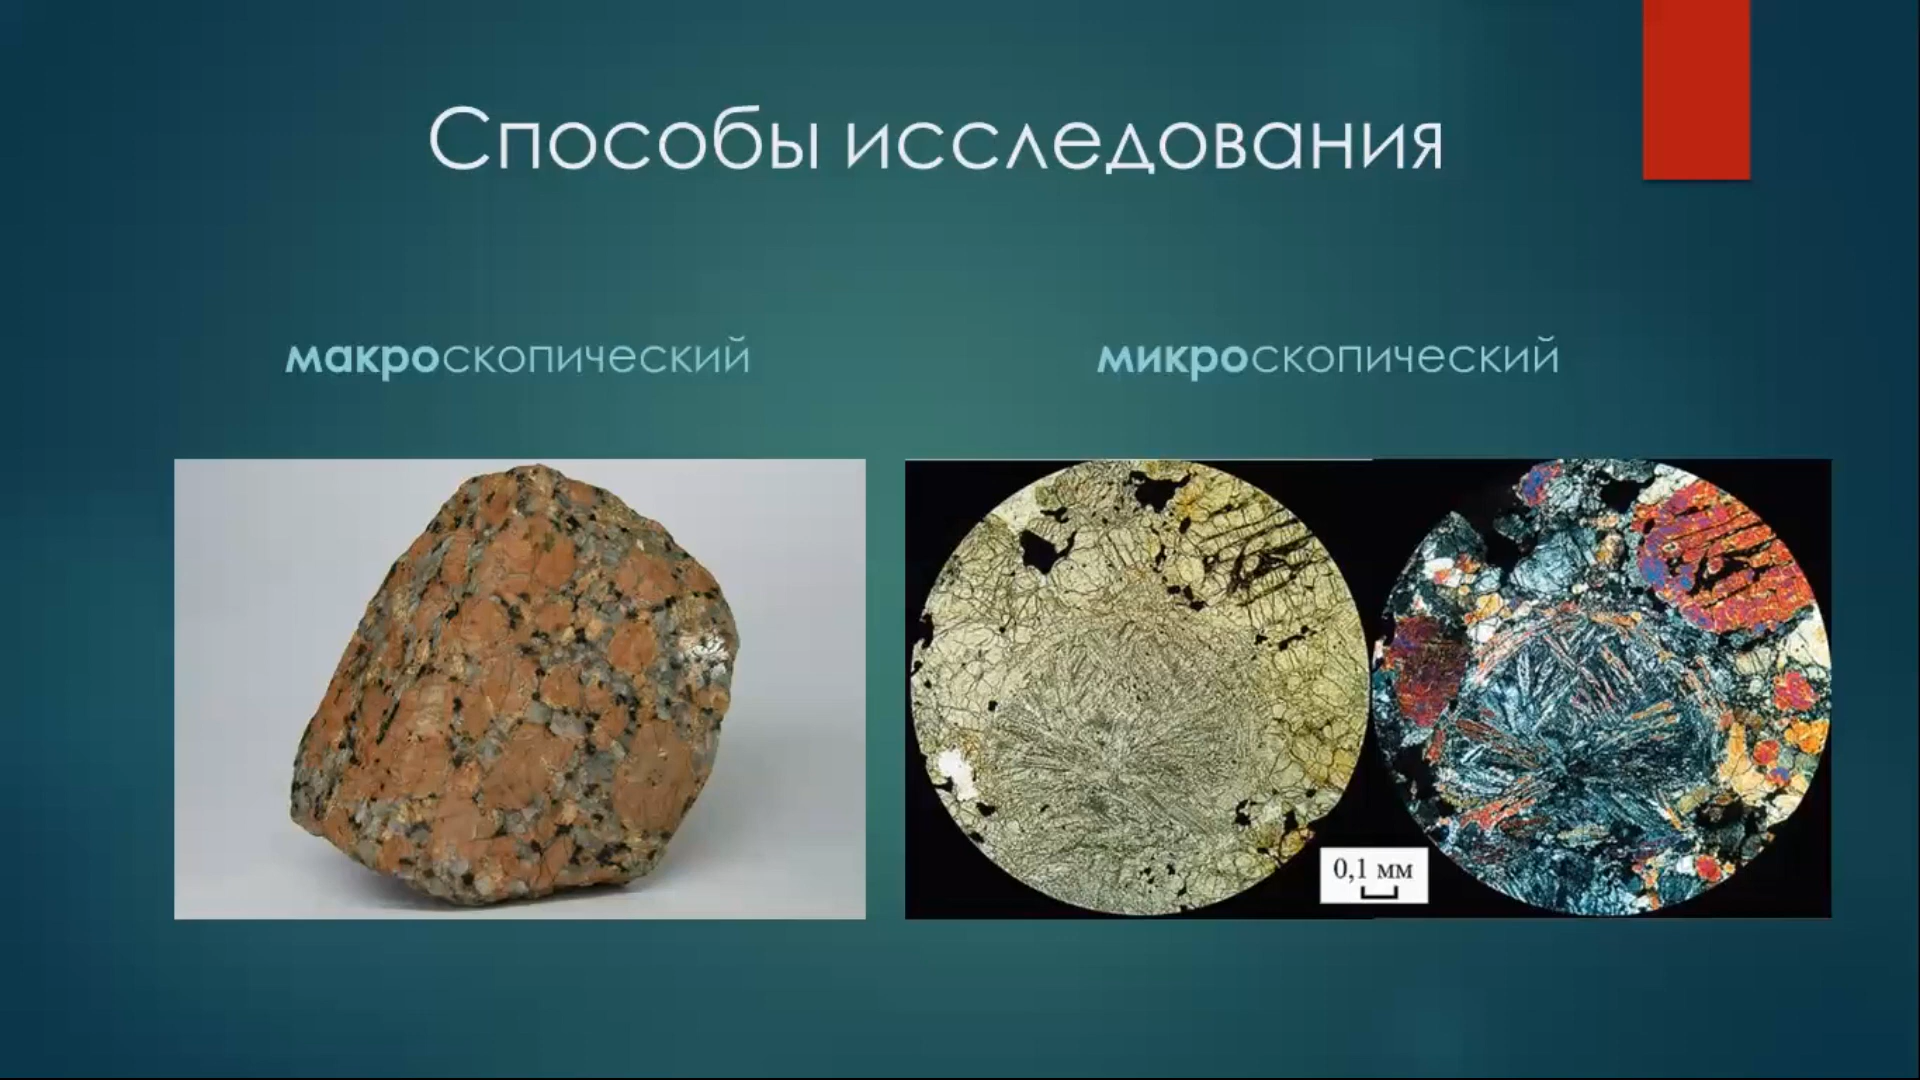 Способы исследования
макроскопический
микроскопический
0,1 мм